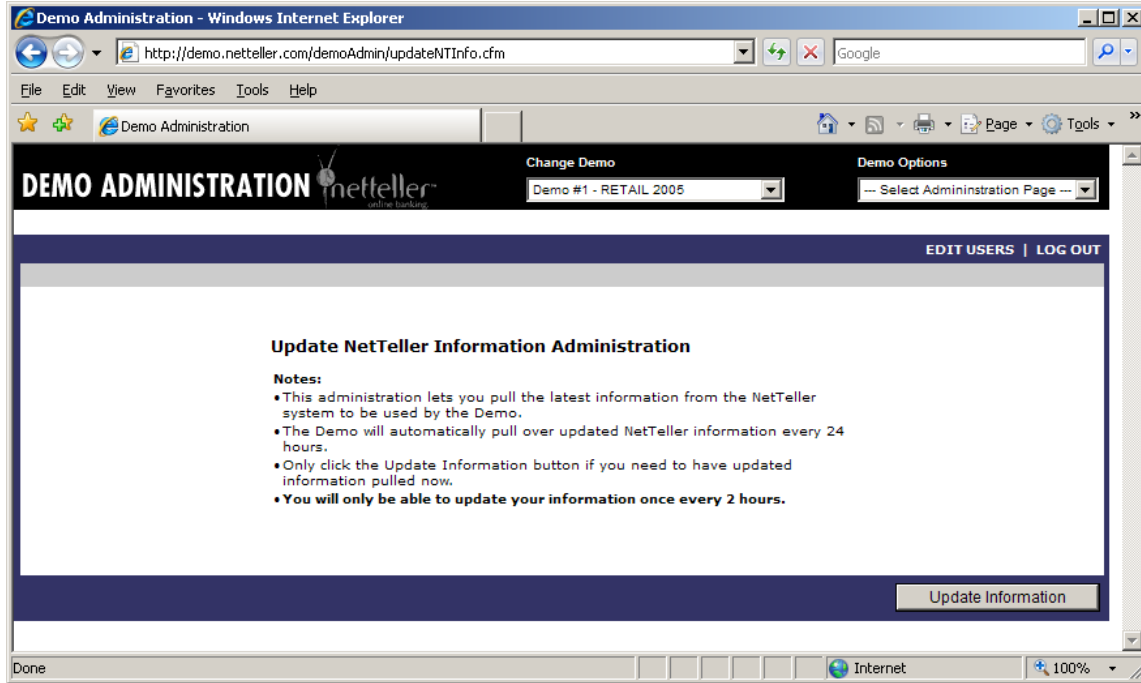 Demo Administration - Windows Internet Explorer
http://demo.netteller.com/demoAdmin/updateNTInfo.cfm
Google
File Edit View Favorites Tools Help
Demo Administration
Page Tools »
DEMO ADMINISTRATION netteller™
online banking.
Change Demo
Demo #1 - RETAIL 2005
Demo Options
--- Select Admininstration Page ---
EDIT USERS | LOG OUT
Update NetTeller Information Administration
Notes:
•This administration lets you pull the latest information from the NetTeller
system to be used by the Demo.
•The Demo will automatically pull over updated NetTeller information every 24
hours.
•Only click the Update Information button if you need to have updated
information pulled now.
•You will only be able to update your information once every 2 hours.
Update Information
Done
Internet
100%